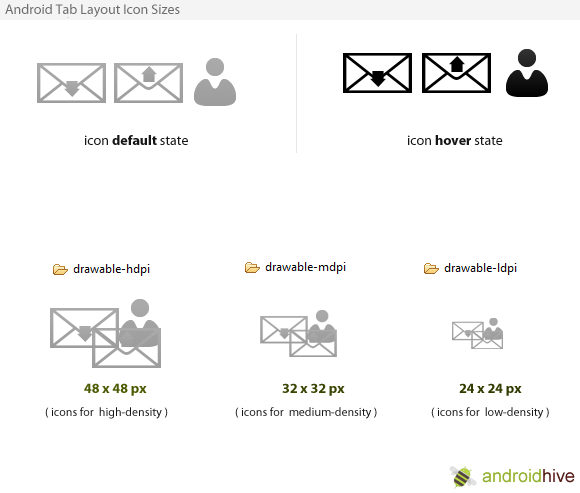 Android Tab Layout Icon Sizes
icon default state
icon hover state
drawable-hdpi
drawable-mdpi
drawable-ldpi
48 x 48 px
32 x 32 px
24 x 24 px
( icons for high-density )
( icons for medium-density )
( icons for low-density )
androidhive